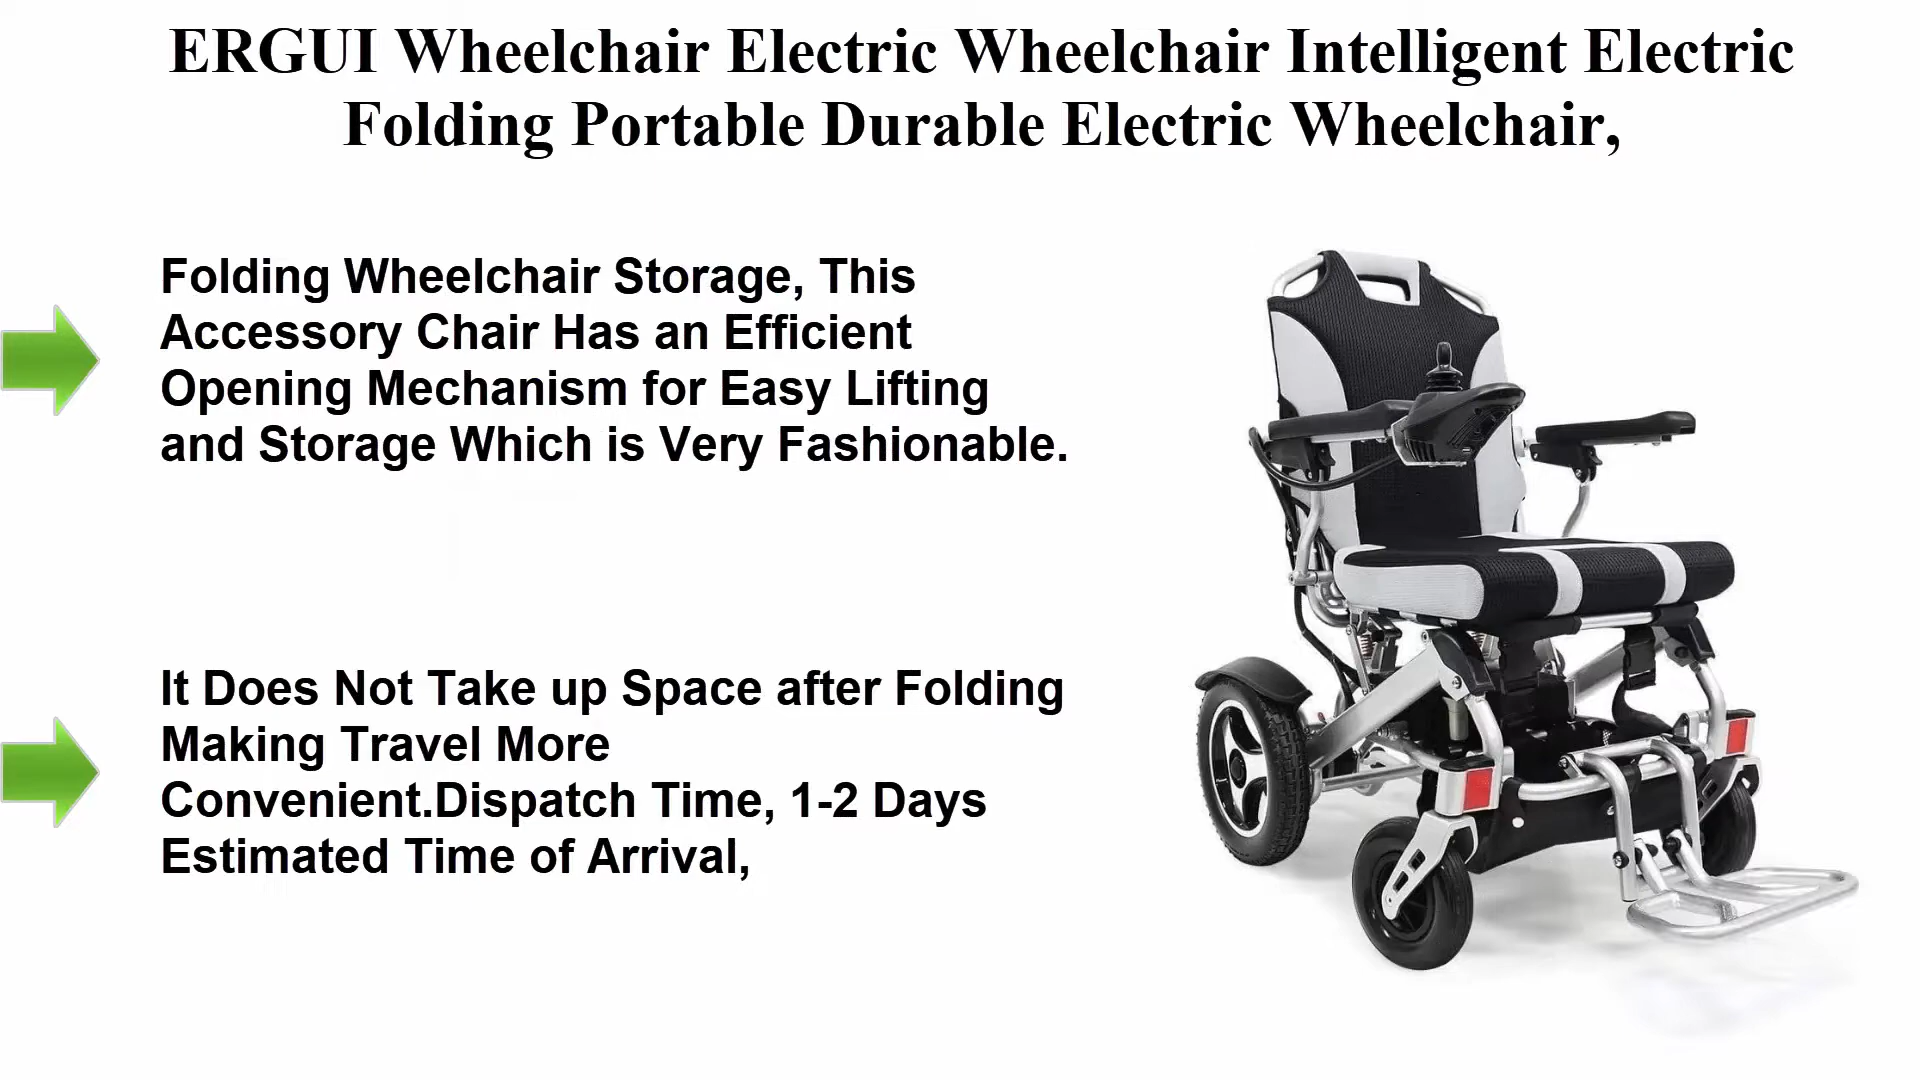 ERGUI Wheelchair Electric Wheelchair Intelligent Electric
Folding Portable Durable Electric Wheelchair,
Folding Wheelchair Storage, This
Accessory Chair Has an Efficient
Opening Mechanism for Easy Lifting
and Storage Which is Very Fashionable.
It Does Not Take up Space after Folding
Making Travel More
Convenient.Dispatch Time, 1-2 Days
Estimated Time of Arrival,